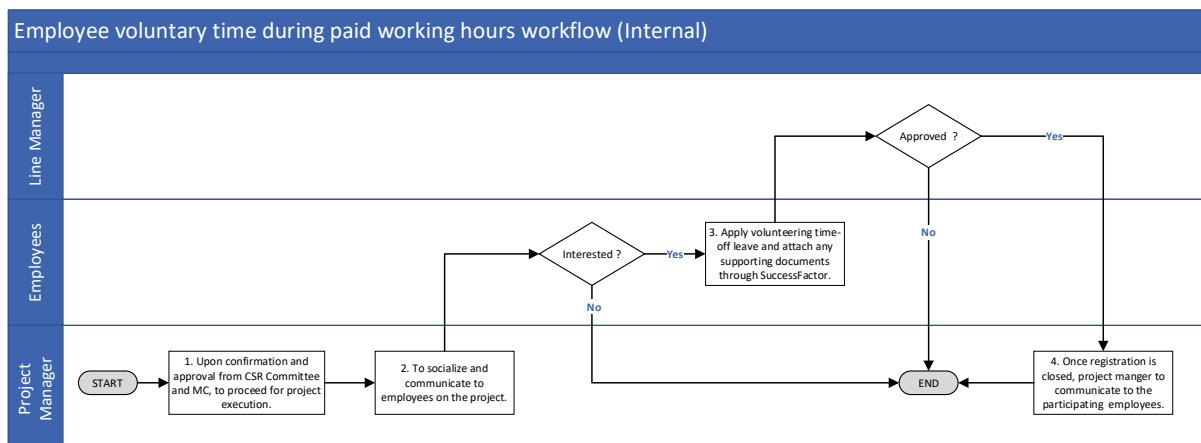 Employee voluntary time during paid working hours workflow (Internal)
Line Manager
Approved ?
Yes
No
Employees
Interested ?
Yes
No
3. Apply volunteering time-
off leave and attach any
supporting documents
through SuccessFactor.
Project
Manager
START
1. Upon confirmation and
approval from CSR Committee
and MC, to proceed for project
execution.
2. To socialize and
communicate to
employees on the project.
END
4. Once registration is
closed, project manger to
communicate to the
participating employees.